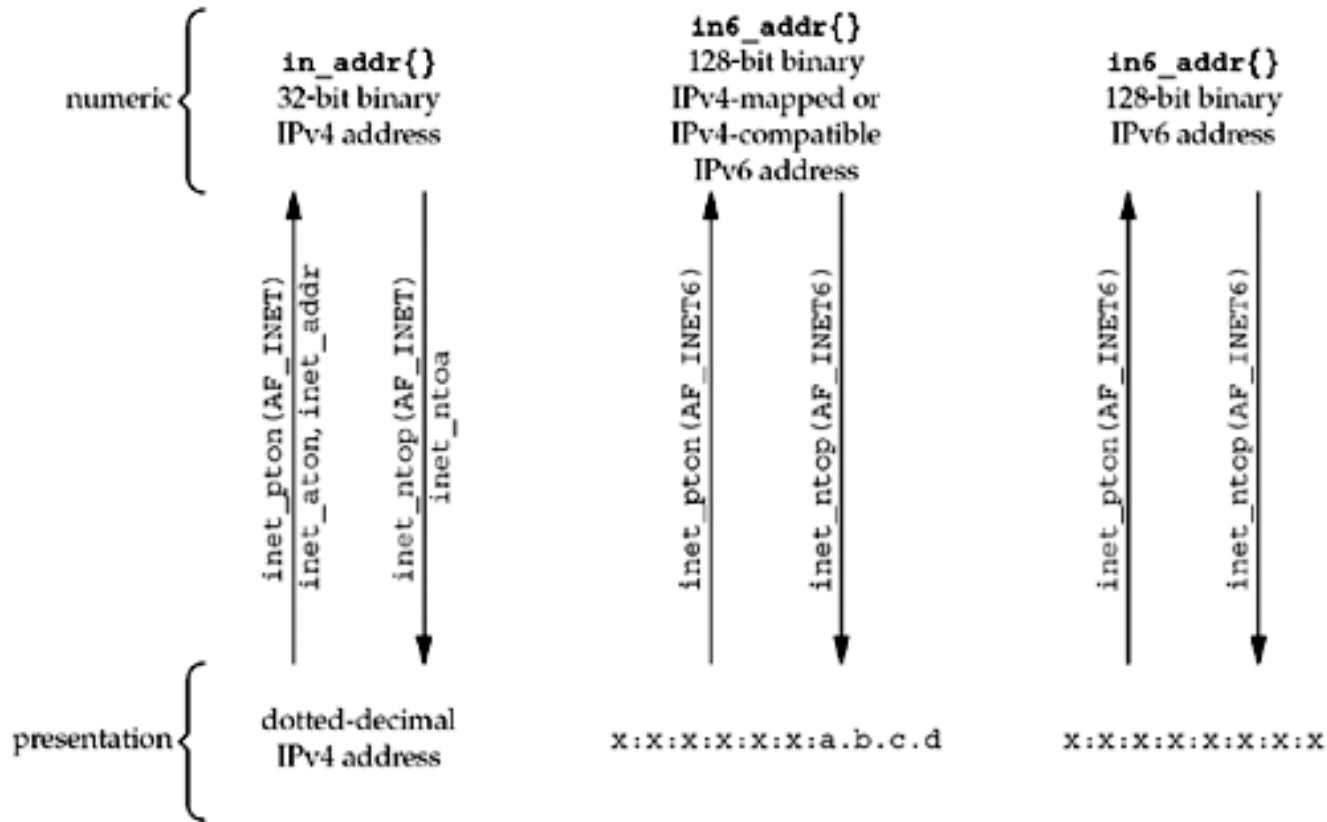 numeric
in_addr{}
32-bit binary
IPv4 address
in6_addr{}
128-bit binary
IPv4-mapped or
IPv4-compatible
IPv6 address
in6_addr{}
128-bit binary
IPv6 address
inet_pton(AF_INET)
inet_aton,inet_addr
inet_ntop(AF_INET)
inet_ntoa
inet_pton(AF_INET6)
inet_ntop(AF_INET6)
inet_pton(AF_INET6)
inet_ntop(AF_INET6)
presentation
dotted-decimal
IPv4 address
x:x:x:x:x:x:a.b.c.d
x:x:x:x:x:x:x:x